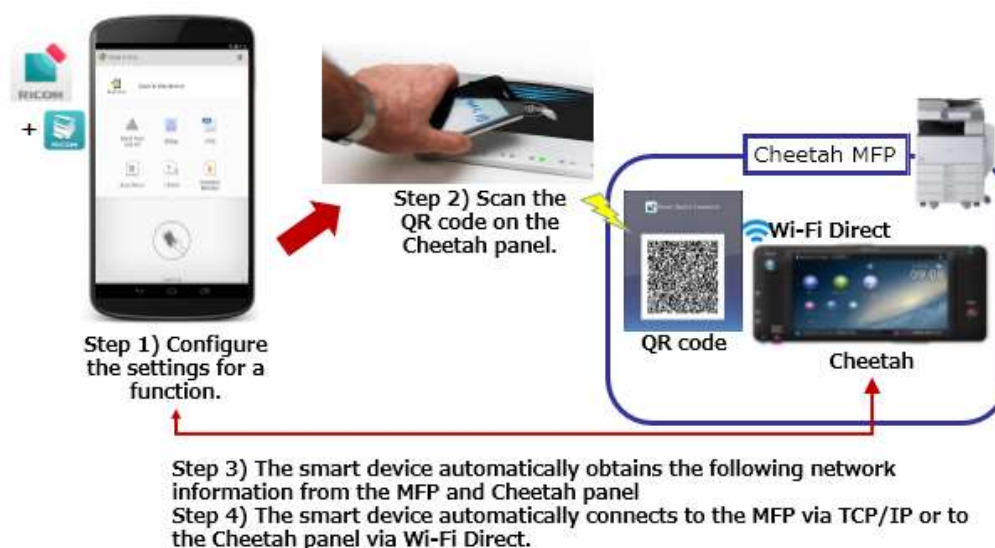 RICOH
+
RICOH
Cheetah MFP
Step 2) Scan the
QR code on the
Cheetah panel.
Wi-Fi Direct
QR code
Cheetah
Step 1) Configure
the settings for a
function.
Step 3) The smart device automatically obtains the following network
information from the MFP and Cheetah panel
Step 4) The smart device automatically connects to the MFP via TCP/IP or to
the Cheetah panel via Wi-Fi Direct.